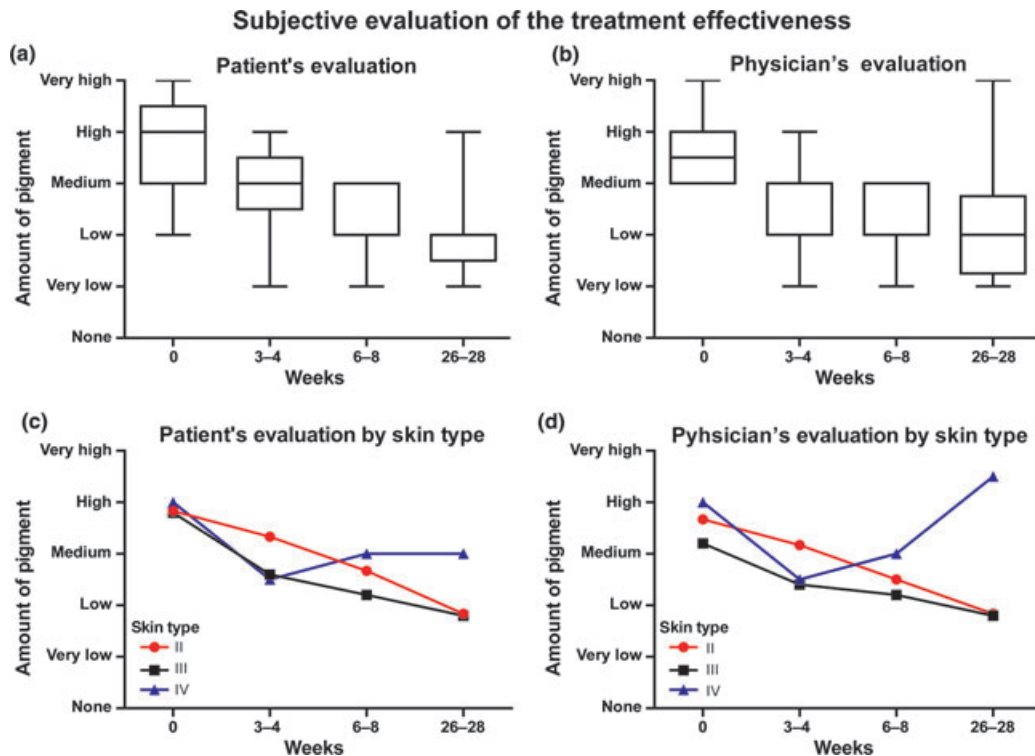 Subjective evaluation of the treatment effectiveness
(a)
Patient's evaluation
Amount of pigment
Very high
High
Medium
Low
Very low
None
0
3–4
6–8
26–28
Weeks
(b)
Physician's evaluation
Amount of pigment
Very high
High
Medium
Low
Very low
None
0
3–4
6–8
26–28
Weeks
(c)
Patient's evaluation by skin type
Amount of pigment
Very high
High
Medium
Low
Very low
None
Skin type
II
III
IV
0
3–4
6–8
26–28
Weeks
(d)
Pyhsician's evaluation by skin type
Amount of pigment
Very high
High
Medium
Low
Very low
None
Skin type
II
III
IV
0
3–4
6–8
26–28
Weeks